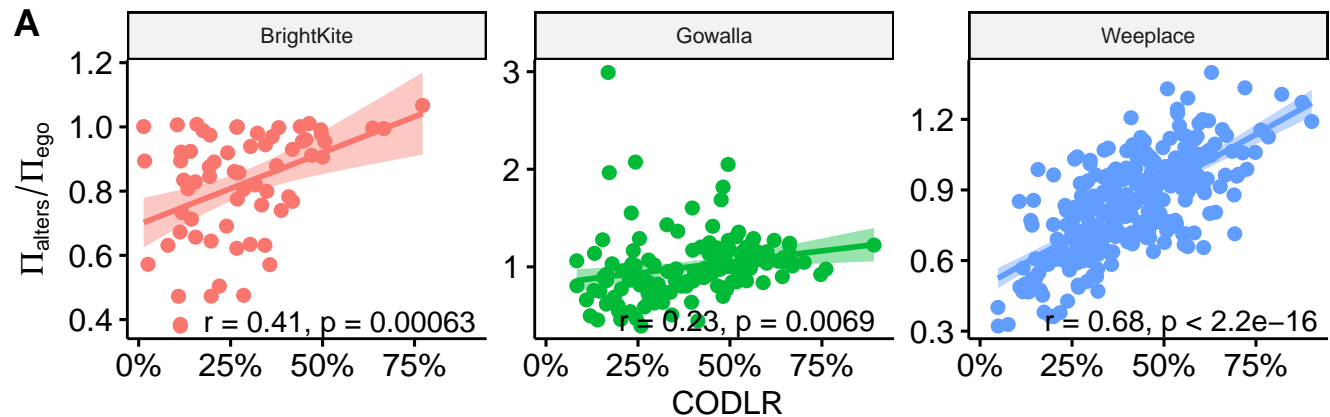 A
BrightKite
Gowalla
Weeplace
Π_alters/Π_ego
1.2
1.0
0.8
0.6
0.4
r = 0.41, p = 0.00063
0% 25% 50% 75%
3
2
1
r = 0.23, p = 0.0069
0% 25% 50% 75%
1.2
0.9
0.6
0.3
r = 0.68, p < 2.2e−16
0% 25% 50% 75%
CODLR